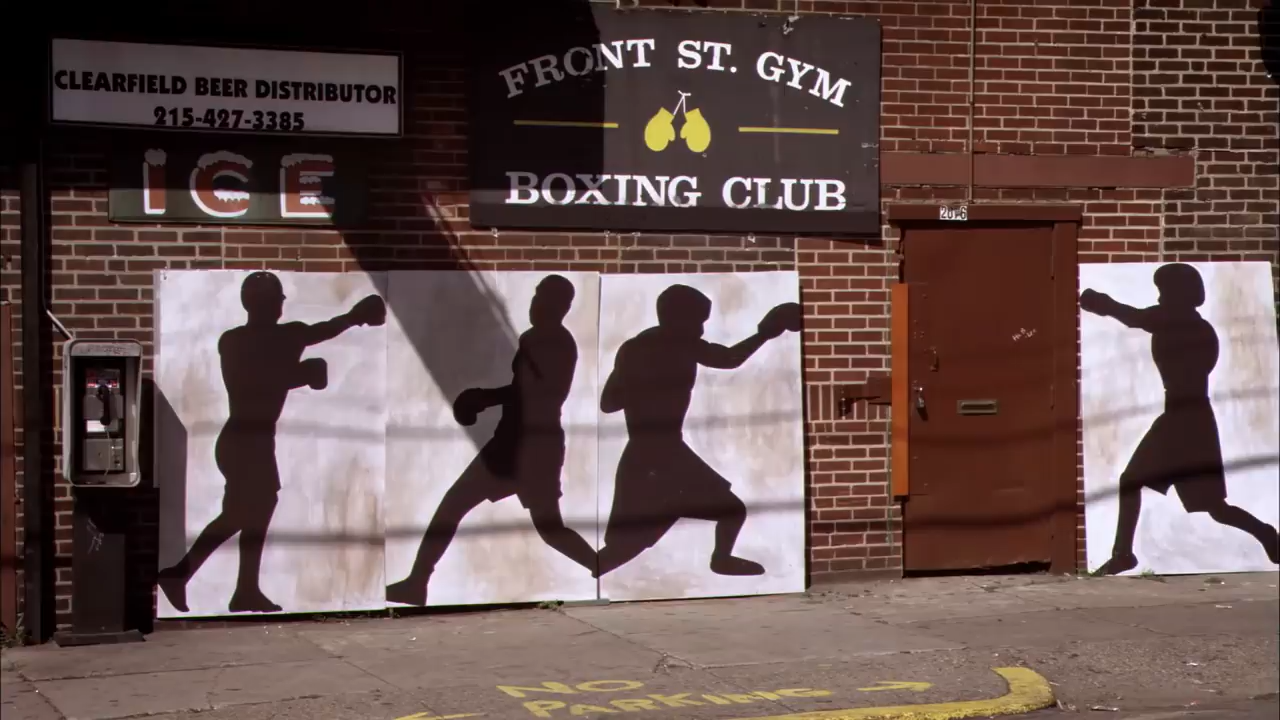 CLEARFIELD BEER DISTRIBUTOR
215-427-3385
ICE
FRONT ST. GYM
BOXING CLUB
NO
PARKING